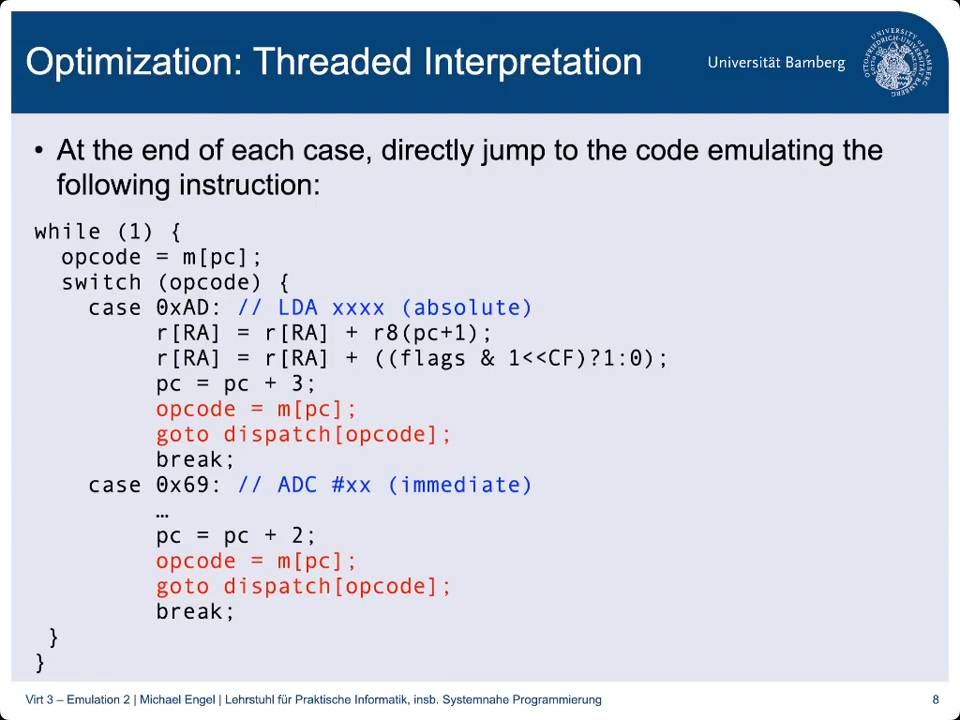 Optimization: Threaded Interpretation
Universität Bamberg
• At the end of each case, directly jump to the code emulating the
following instruction:
while (1) {
  opcode = m[pc];
  switch (opcode) {
    case 0xAD: // LDA xxxx (absolute)
         r[RA] = r[RA] + r8(pc+1);
         r[RA] = r[RA] + ((flags & 1<<CF)?1:0);
         pc = pc + 3;
         opcode = m[pc];
         goto dispatch[opcode];
         break;
    case 0x69: // ADC #xx (immediate)
         …
         pc = pc + 2;
         opcode = m[pc];
         goto dispatch[opcode];
         break;
 }
}
Virt 3 – Emulation 2 | Michael Engel | Lehrstuhl für Praktische Informatik, insb. Systemnahe Programmierung
8